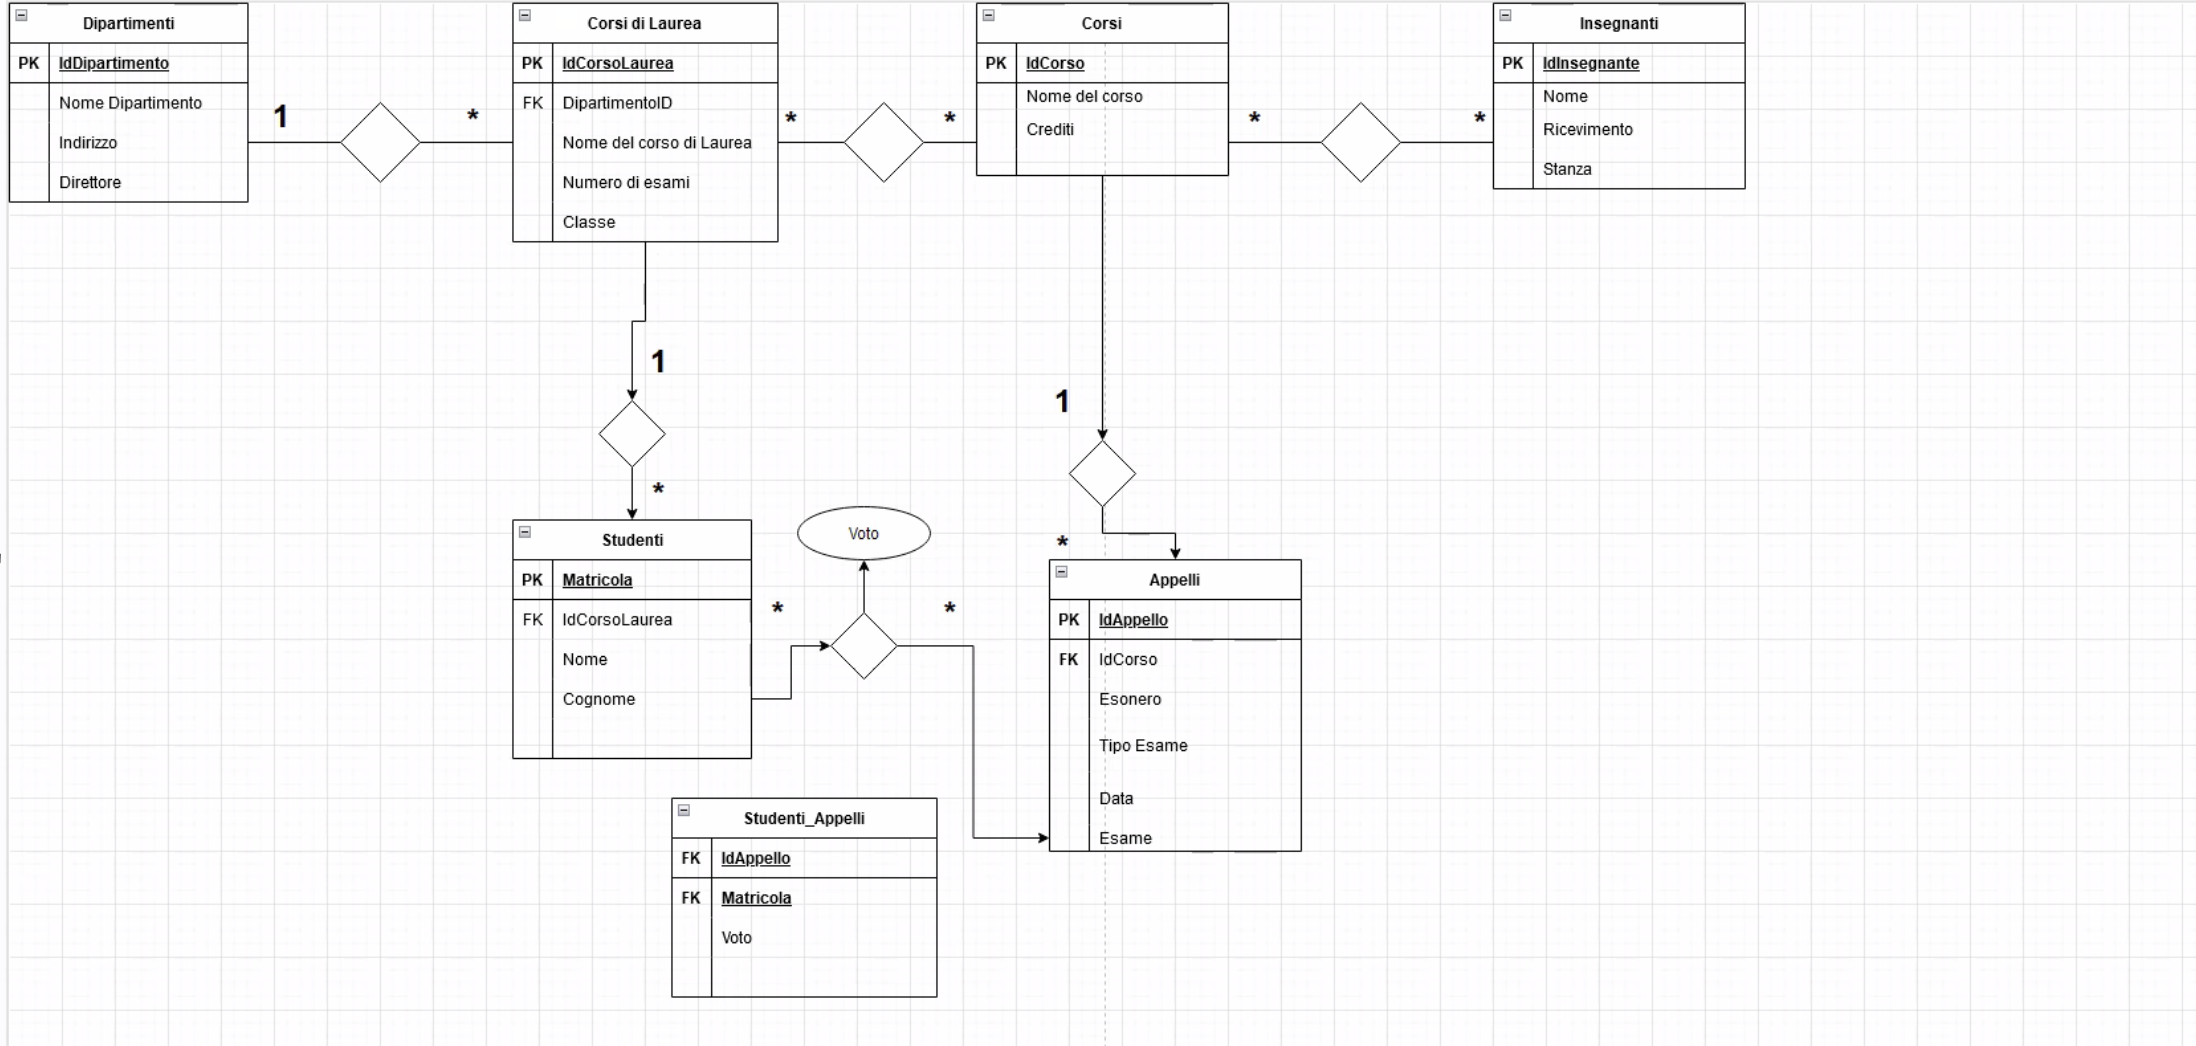 Dipartimenti
PK IdDipartimento
Nome Dipartimento
Indirizzo
Direttore
1
*
Corsi di Laurea
PK IdCorsoLaurea
FK DipartimentoID
Nome del corso di Laurea
Numero di esami
Classe
*
*
Corsi
PK IdCorso
Nome del corso
Crediti
*
*
Insegnanti
PK IdInsegnante
Nome
Ricevimento
Stanza
1
*
1
*
Studenti
PK Matricola
FK IdCorsoLaurea
Nome
Cognome
*
Voto
*
Appelli
PK IdAppello
FK IdCorso
Esonero
Tipo Esame
Data
Esame
Studenti_Appelli
FK IdAppello
FK Matricola
Voto